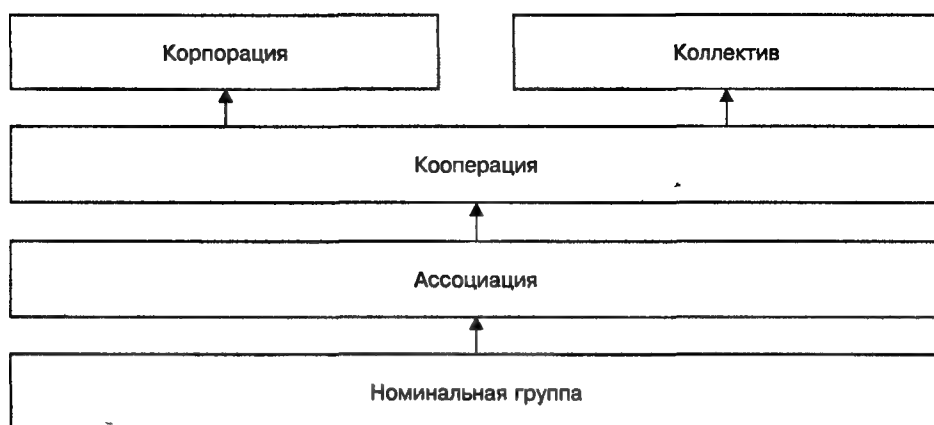 Корпорация
Коллектив
Кооперация
Ассоциация
Номинальная группа